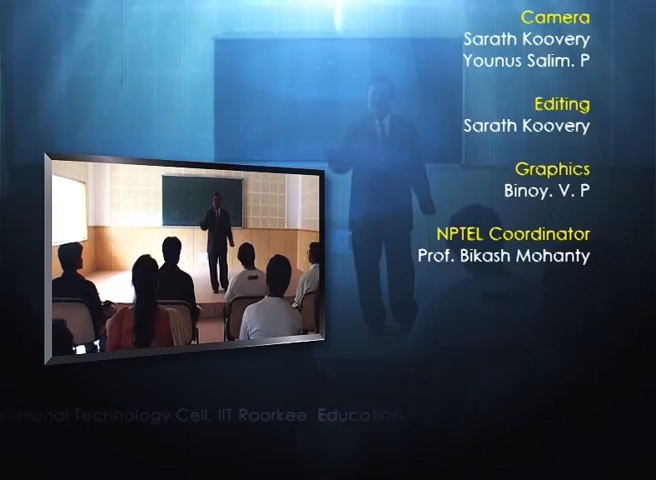 Camera
Sarath Koovery
Younus Salim. P
Editing
Sarath Koovery
Graphics
Binoy. V. P
NPTEL Coordinator
Prof. Bikash Mohanty
Technology Cell, IIT Roorkee Education